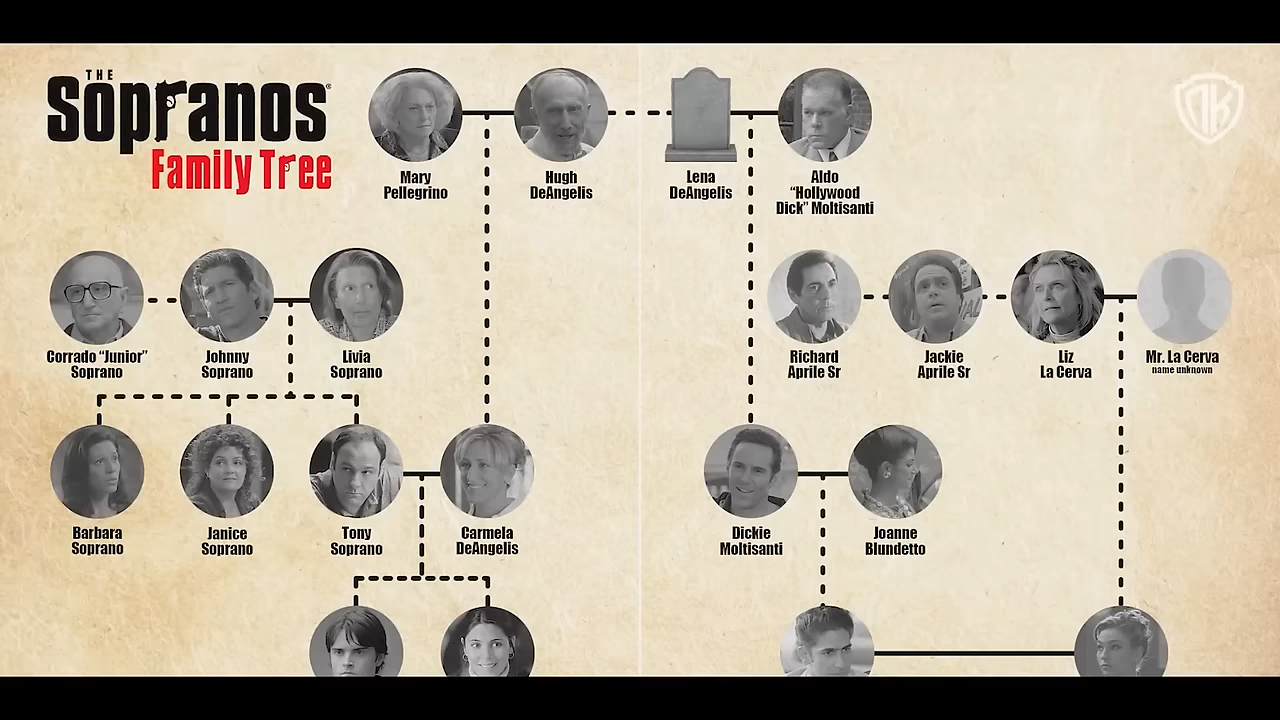 THE
Sopranos®
Family Tree
Mary
Pellegrino
Hugh
DeAngelis
Lena
DeAngelis
Aldo
“Hollywood
Dick” Moltisanti
Corrado “Junior”
Soprano
Johnny
Soprano
Livia
Soprano
Richard
Aprile Sr
Jackie
Aprile Sr
Liz
La Cerva
Mr. La Cerva
name unknown
Barbara
Soprano
Janice
Soprano
Tony
Soprano
Carmela
DeAngelis
Dickie
Moltisanti
Joanne
Blundetto